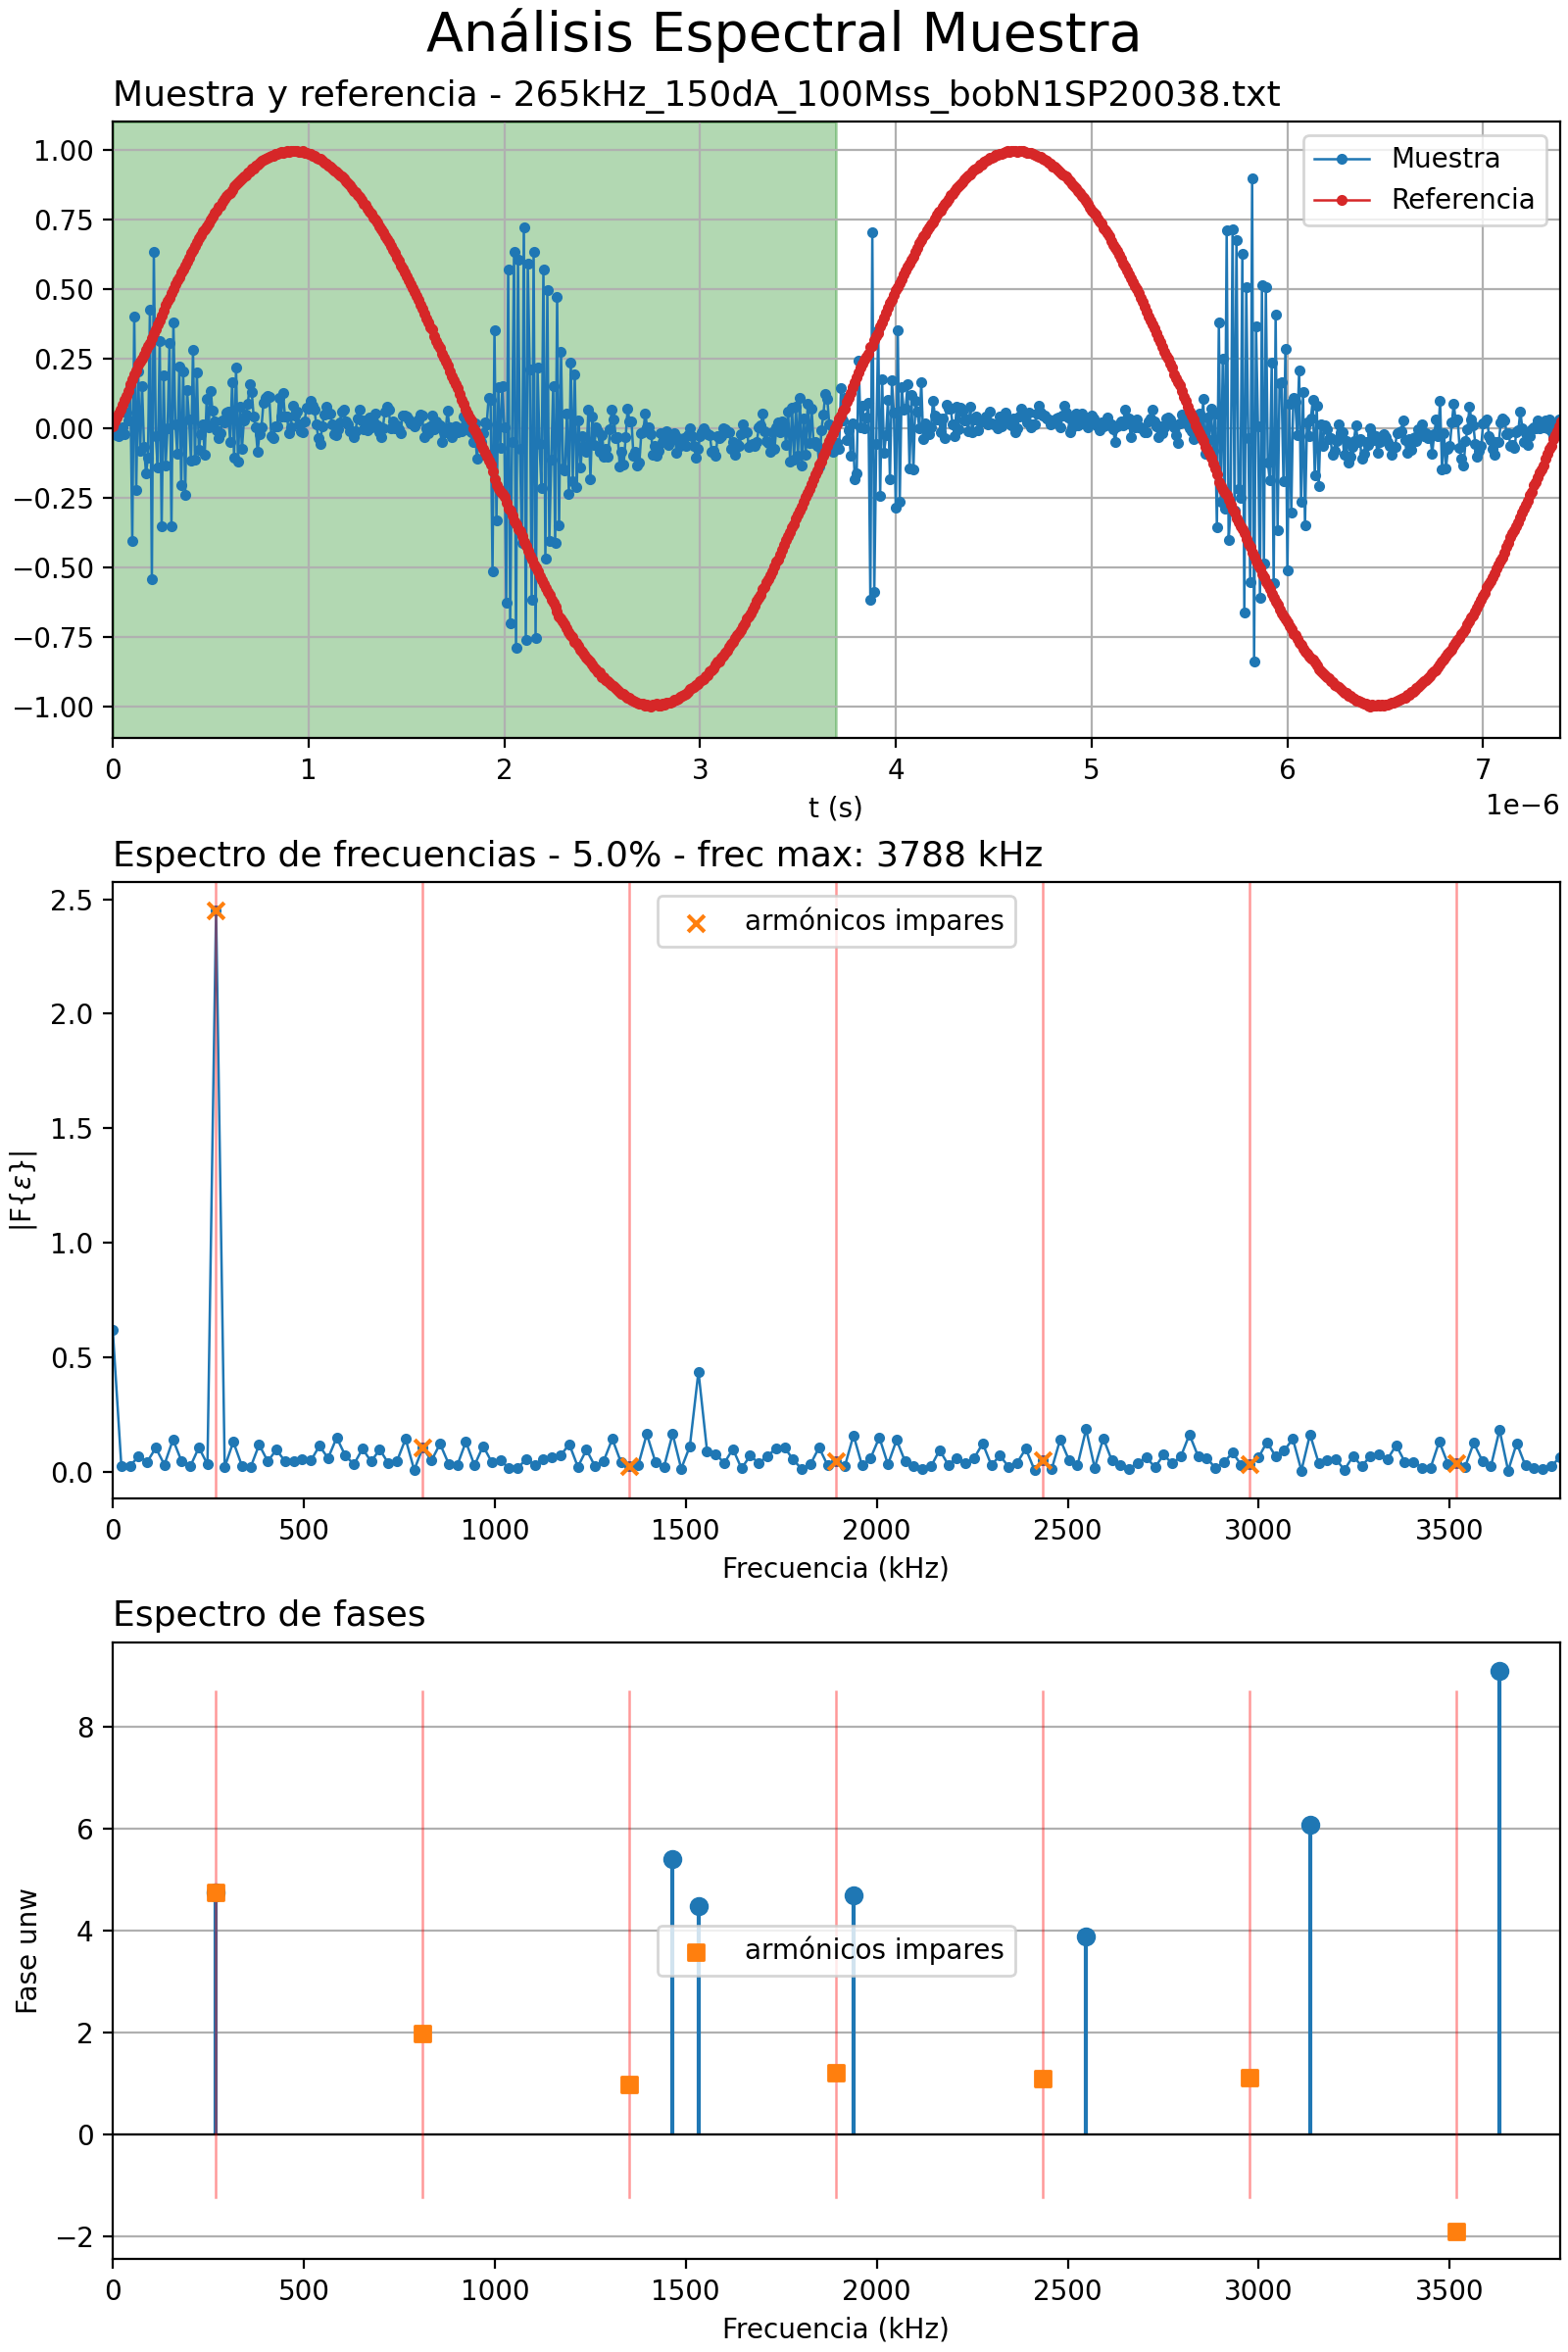 Análisis Espectral Muestra
Muestra y referencia - 265kHz_150dA_100Mss_bobN1SP20038.txt
1.00
0.75
0.50
0.25
0.00
−0.25
−0.50
−0.75
−1.00
Muestra
Referencia
0 1 2 3 4 5 6 7
1e−6
t (s)
Espectro de frecuencias - 5.0% - frec max: 3788 kHz
2.5
2.0
1.5
1.0
0.5
0.0
|F{ε}|
armónicos impares
0 500 1000 1500 2000 2500 3000 3500
Frecuencia (kHz)
Espectro de fases
8
6
4
2
0
−2
Fase unw
armónicos impares
0 500 1000 1500 2000 2500 3000 3500
Frecuencia (kHz)